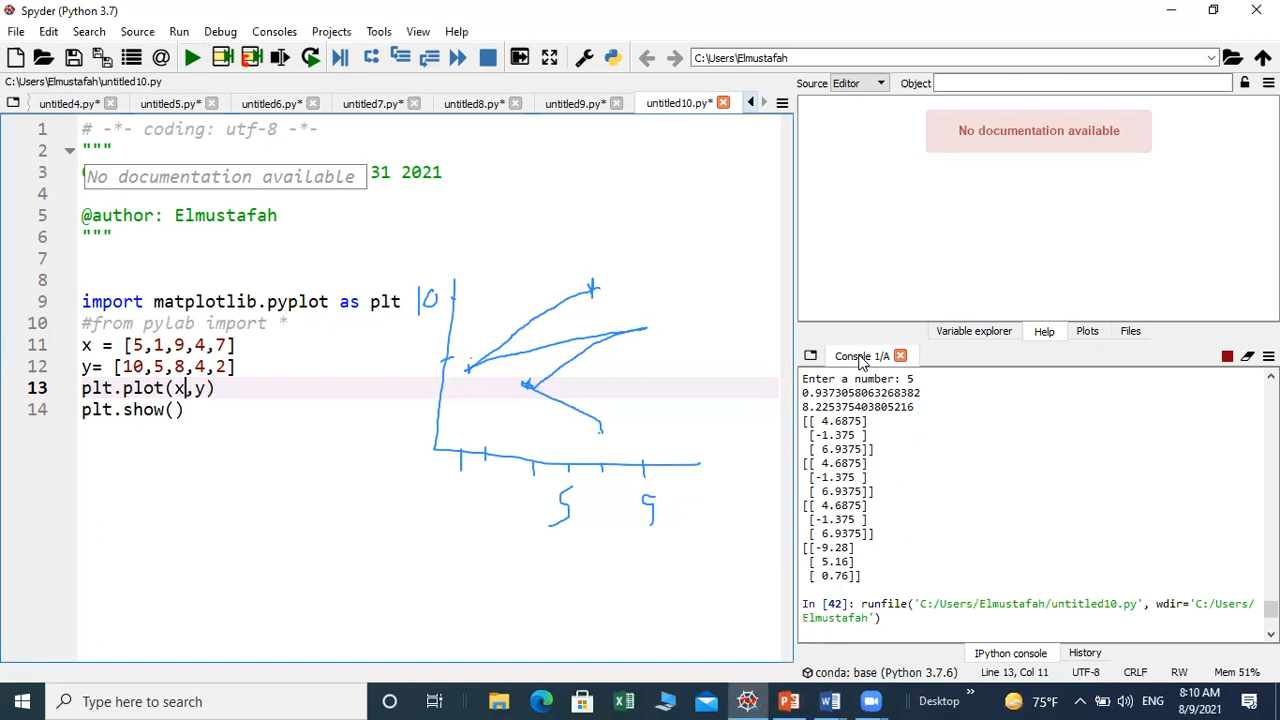 Spyder (Python 3.7)
File Edit Search Source Run Debug Consoles Projects Tools View Help
C:\Users\Elmustafah
C:\Users\Elmustafah\untitled10.py
untitled4.py* untitled5.py* untitled6.py* untitled7.py* untitled8.py* untitled9.py* untitled10.py*
Source Editor Object
No documentation available
1 # -*- coding: utf-8 -*-
2 """
3 31 2021
No documentation available
4
5 @author: Elmustafah
6 """
7
8
9 import matplotlib.pyplot as plt
10 #from pylab import *
11 x = [5,1,9,4,7]
12 y= [10,5,8,4,2]
13 plt.plot(x,y)
14 plt.show()
10
5 9
Variable explorer Help Plots Files
Console 1/A
Enter a number: 5
0.9373058063268382
8.225375403805216
[[ 4.6875]
[-1.375 ]
[ 6.9375]]
[[ 4.6875]
[-1.375 ]
[ 6.9375]]
[[ 4.6875]
[-1.375 ]
[ 6.9375]]
[[-9.28]
[ 5.16]
[ 0.76]]
In [42]: runfile('C:/Users/Elmustafah/untitled10.py', wdir='C:/Users/
Elmustafah')
IPython console History
conda: base (Python 3.7.6) Line 13, Col 11 UTF-8 CRLF RW Mem 51%
Type here to search
Desktop » 75°F ENG 8:10 AM
8/9/2021